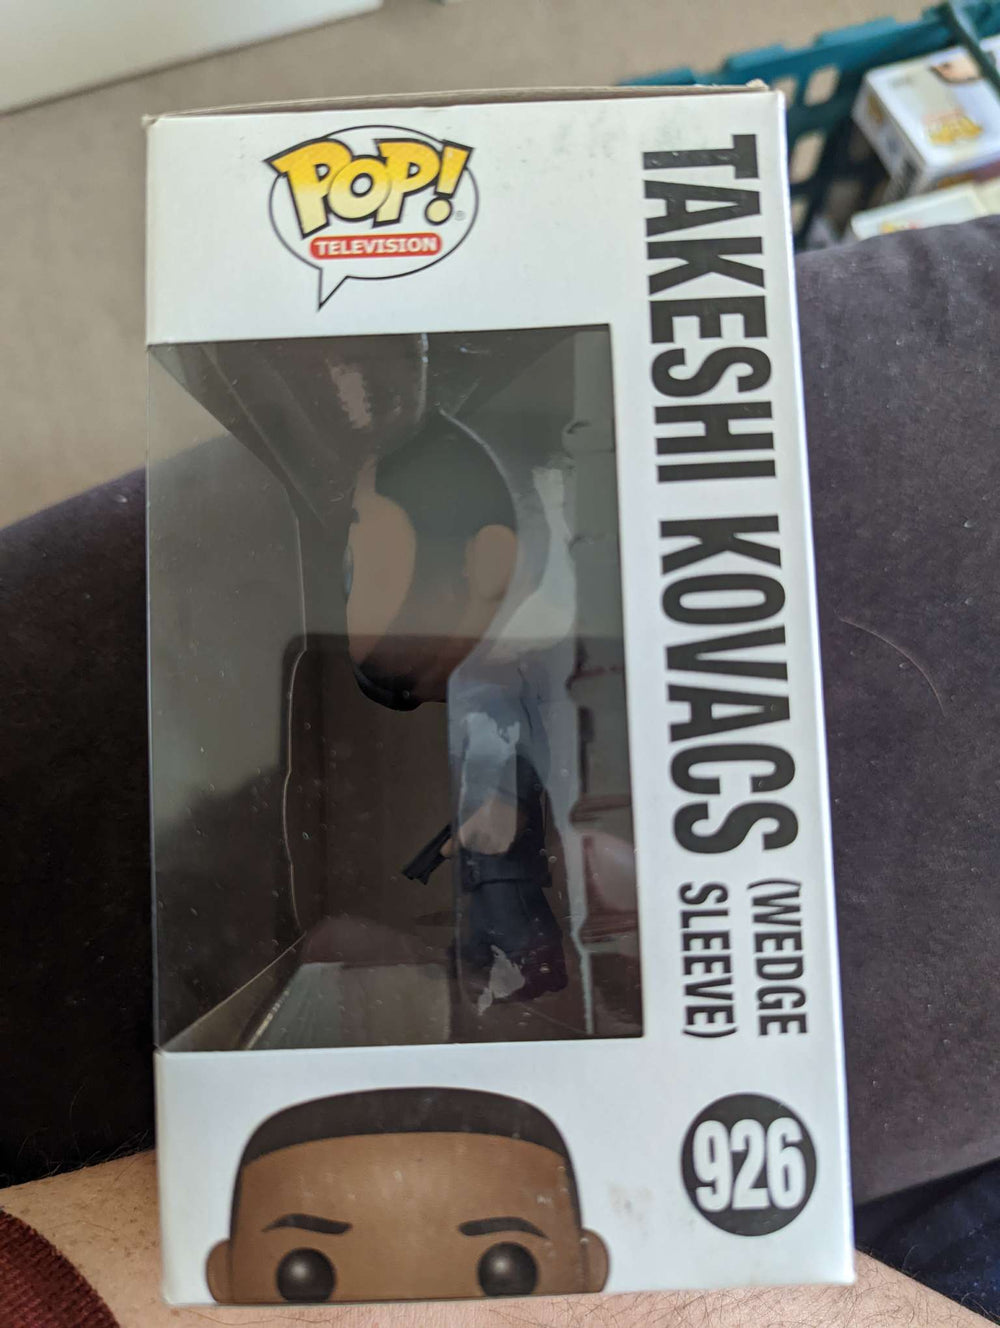 POP!®
TELEVISION
TAKESHI KOVACS (WEDGE
SLEEVE)
926